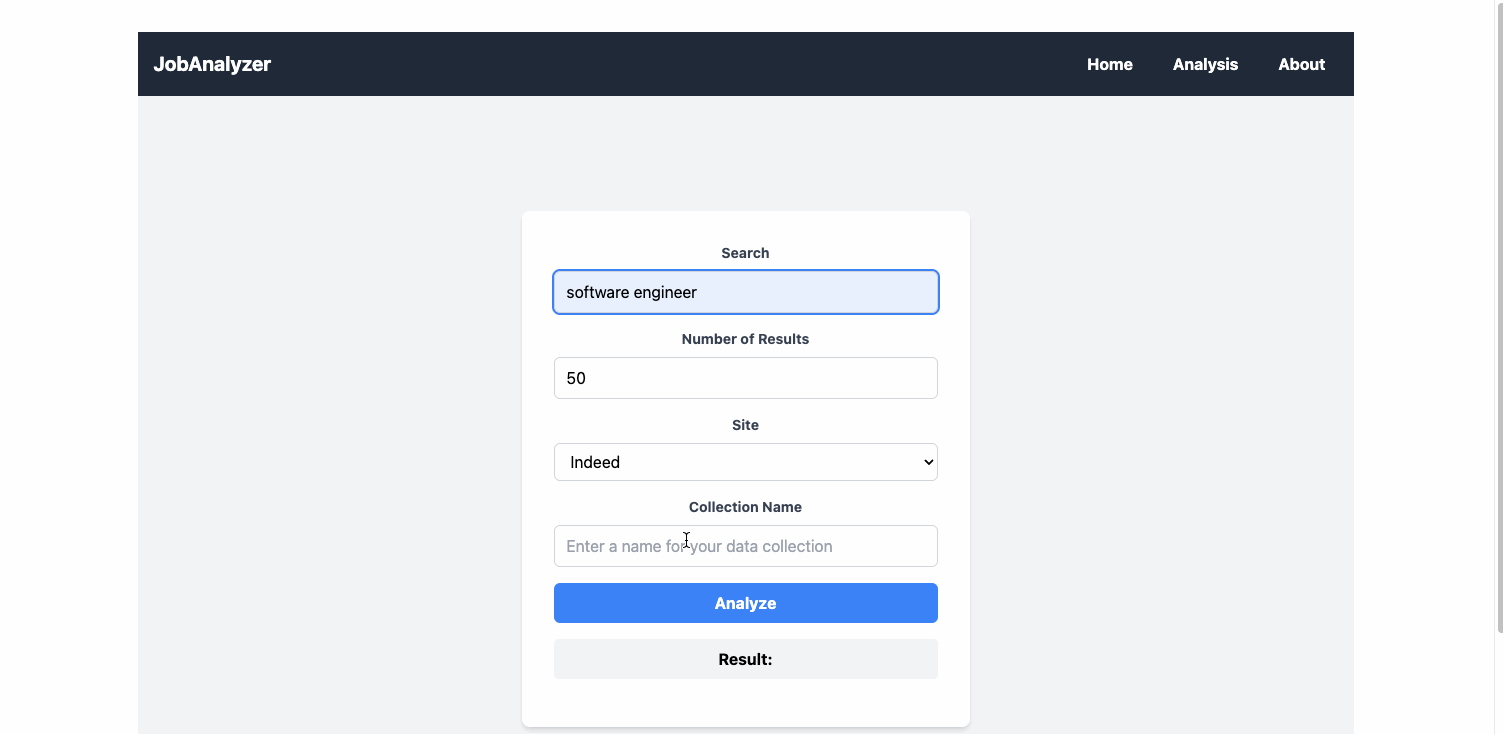 JobAnalyzer Home Analysis About
Search
software engineer
Number of Results
50
Site
Indeed
Collection Name
Enter a name for your data collection
Analyze
Result: